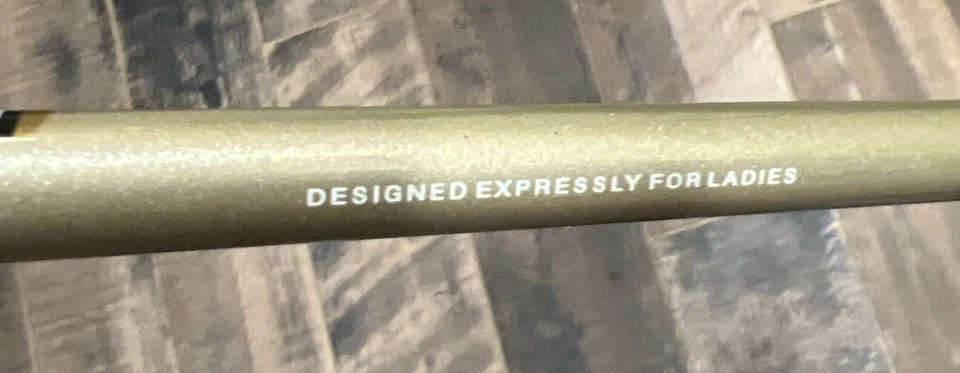 DESIGNED EXPRESSLY FOR LADIES